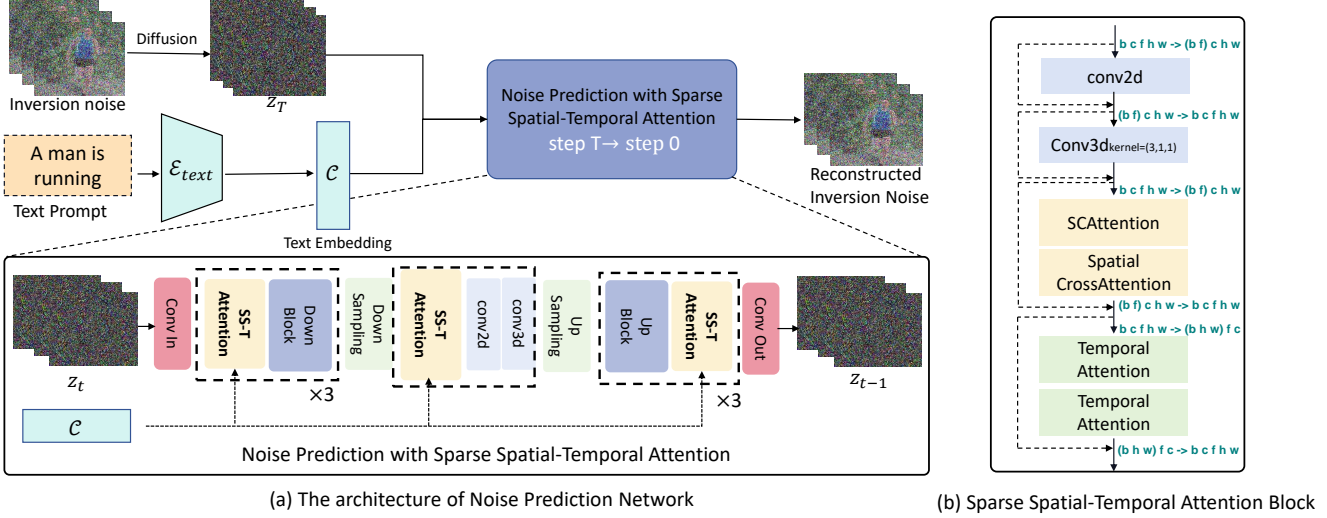 Inversion noise
Diffusion
z_T
A man is
running
Text Prompt
ℰ_text
𝒞
Text Embedding
Noise Prediction with Sparse
Spatial-Temporal Attention
step T→ step 0
Reconstructed
Inversion Noise
z_t
Conv In
SS-T
Attention
Down
Block
×3
Down
Sampling
SS-T
Attention
conv2d
conv3d
Up
Sampling
Up
Block
SS-T
Attention
×3
Conv Out
z_{t-1}
𝒞
Noise Prediction with Sparse Spatial-Temporal Attention
(a) The architecture of Noise Prediction Network
b c f h w -> (b f) c h w
conv2d
(b f) c h w -> b c f h w
Conv3d kernel=(3,1,1)
b c f h w -> (b f) c h w
SCAttention
Spatial
CrossAttention
(b f) c h w -> b c f h w
b c f h w -> (b h w) f c
Temporal
Attention
Temporal
Attention
(b h w) f c -> b c f h w
(b) Sparse Spatial-Temporal Attention Block